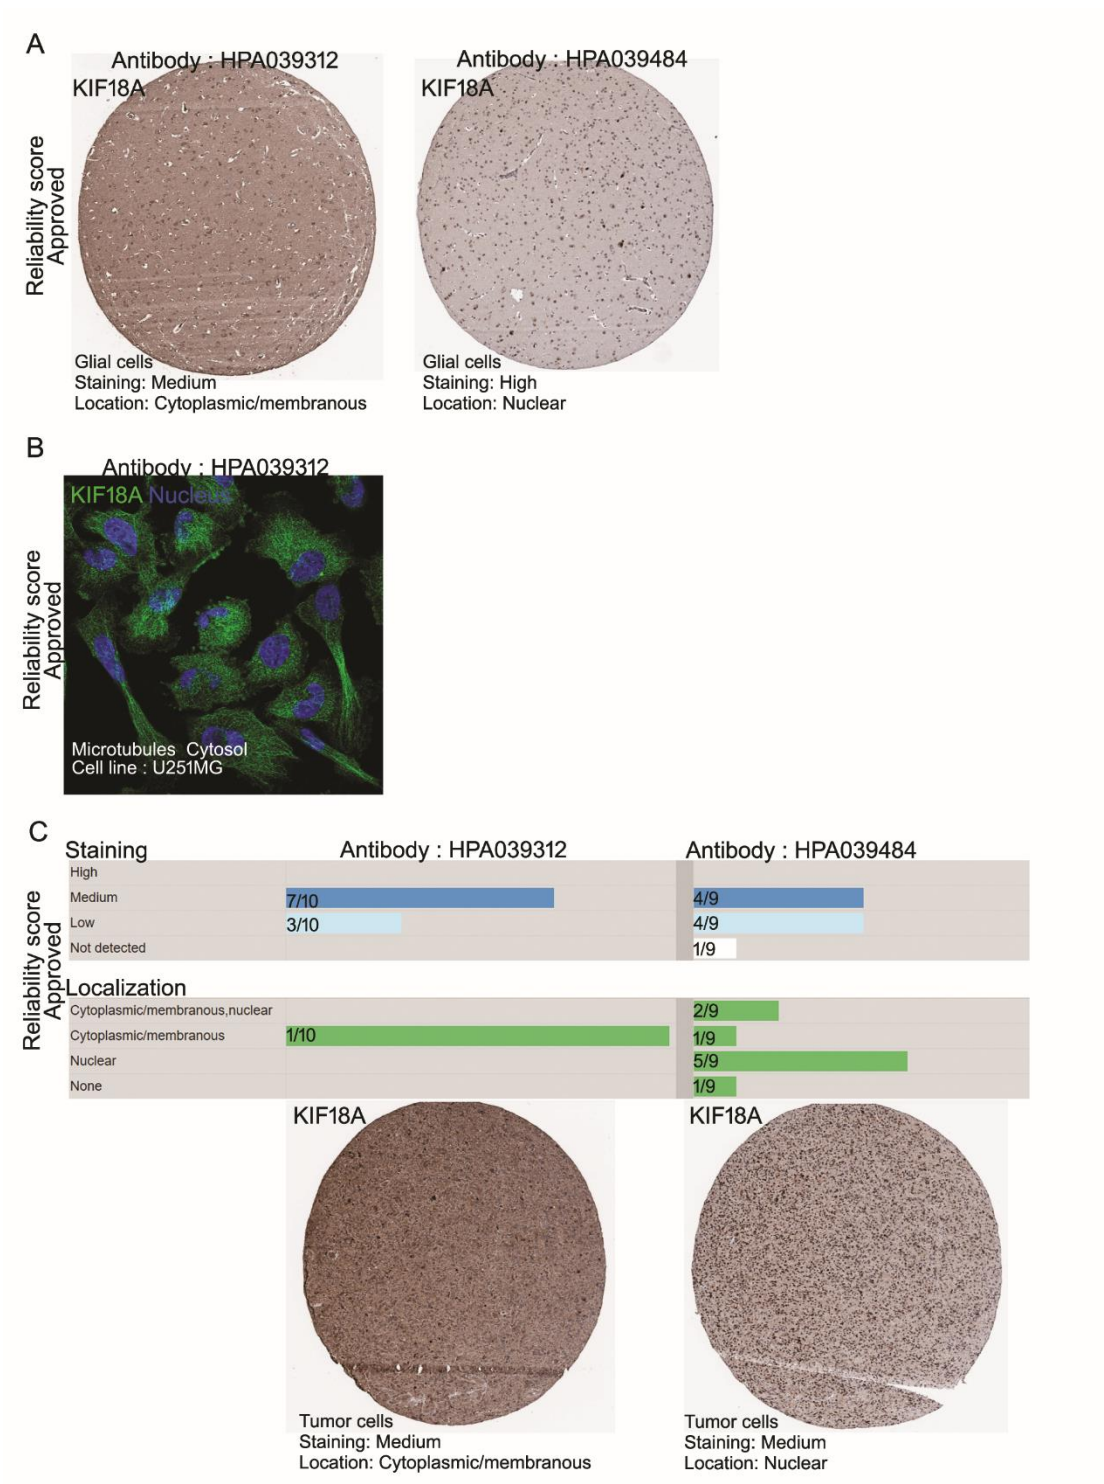 A
Antibody : HPA039312
Antibody : HPA039484
KIF18A
KIF18A
Reliability score
Approved
Glial cells
Staining: Medium
Location: Cytoplasmic/membranous
Glial cells
Staining: High
Location: Nuclear
B
Antibody : HPA039312
KIF18A Nucleus
Reliability score
Approved
Microtubules Cytosol
Cell line : U251MG
C
Staining
Antibody : HPA039312
Antibody : HPA039484
Reliability score
Approved
High
Medium 7/10 4/9
Low 3/10 4/9
Not detected 1/9
Localization
Cytoplasmic/membranous,nuclear 2/9
Cytoplasmic/membranous 1/10 1/9
Nuclear 5/9
None 1/9
KIF18A
KIF18A
Tumor cells
Staining: Medium
Location: Cytoplasmic/membranous
Tumor cells
Staining: Medium
Location: Nuclear